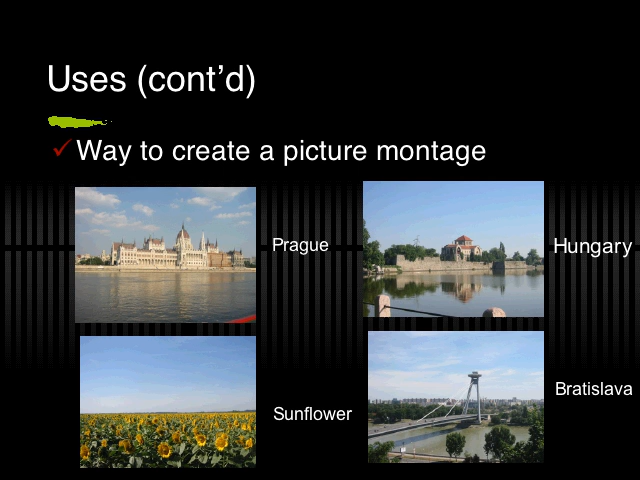 Uses (cont’d)
Way to create a picture montage
Prague
Hungary
Sunflower
Bratislava